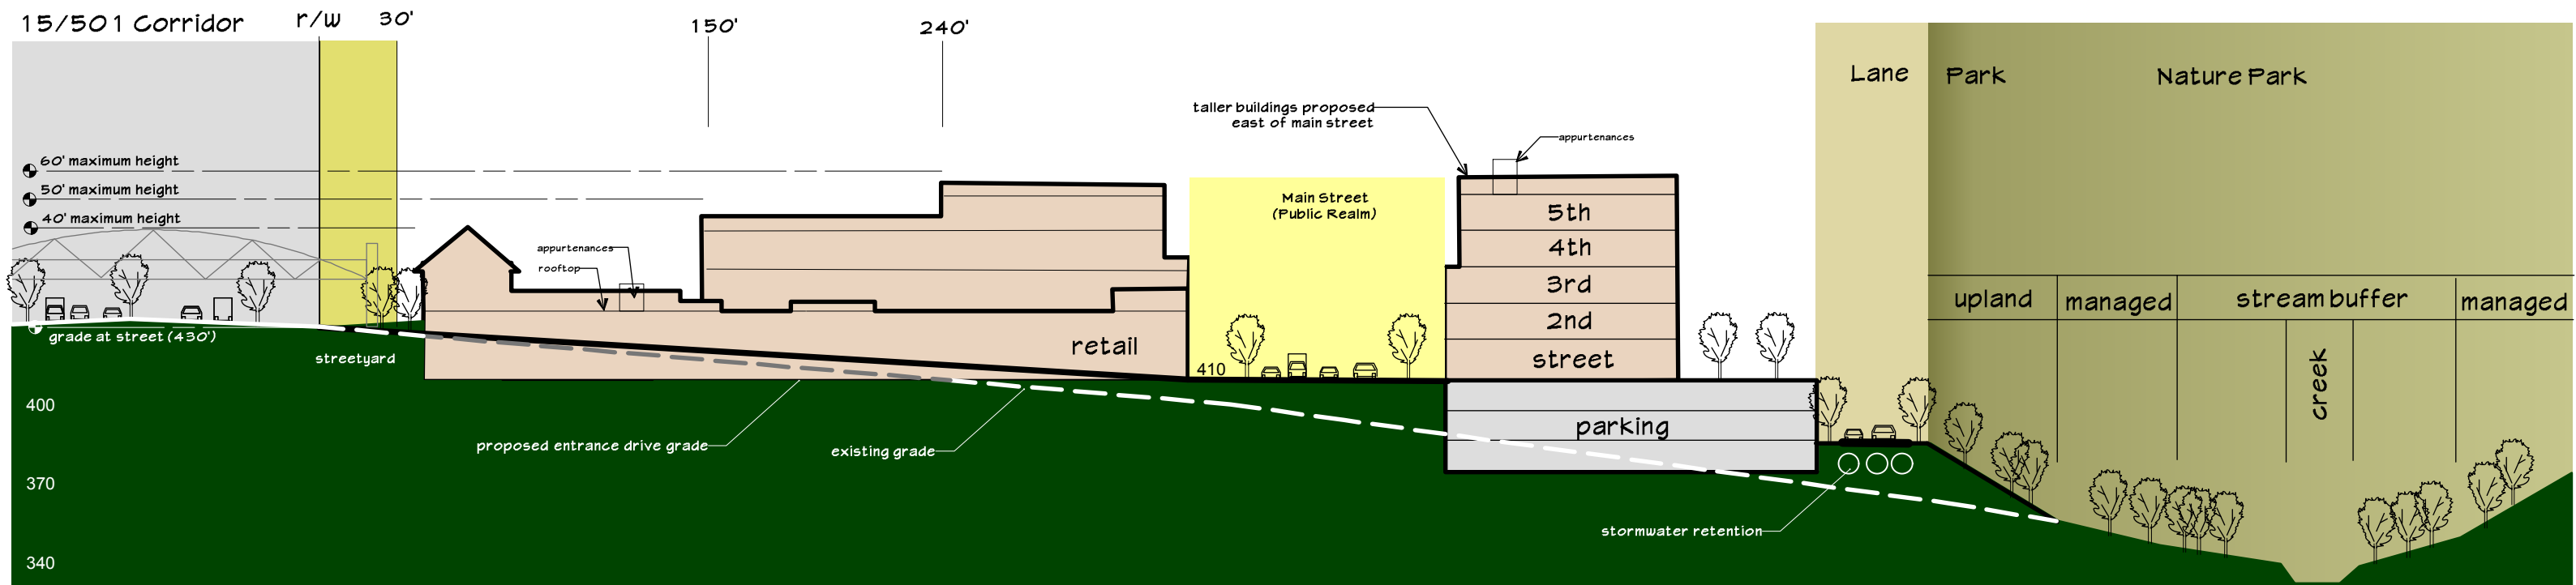 15/501 Corridor
r/w
30'
150'
240'
Lane
Park
Nature Park
taller buildings proposed
east of main street
appurtenances
60' maximum height
50' maximum height
40' maximum height
Main Street
(Public Realm)
5th
4th
3rd
2nd
street
appurtenances
rooftop
upland
managed
stream buffer
managed
grade at street (430')
streetyard
retail
410
creek
400
parking
proposed entrance drive grade
existing grade
370
stormwater retention
340